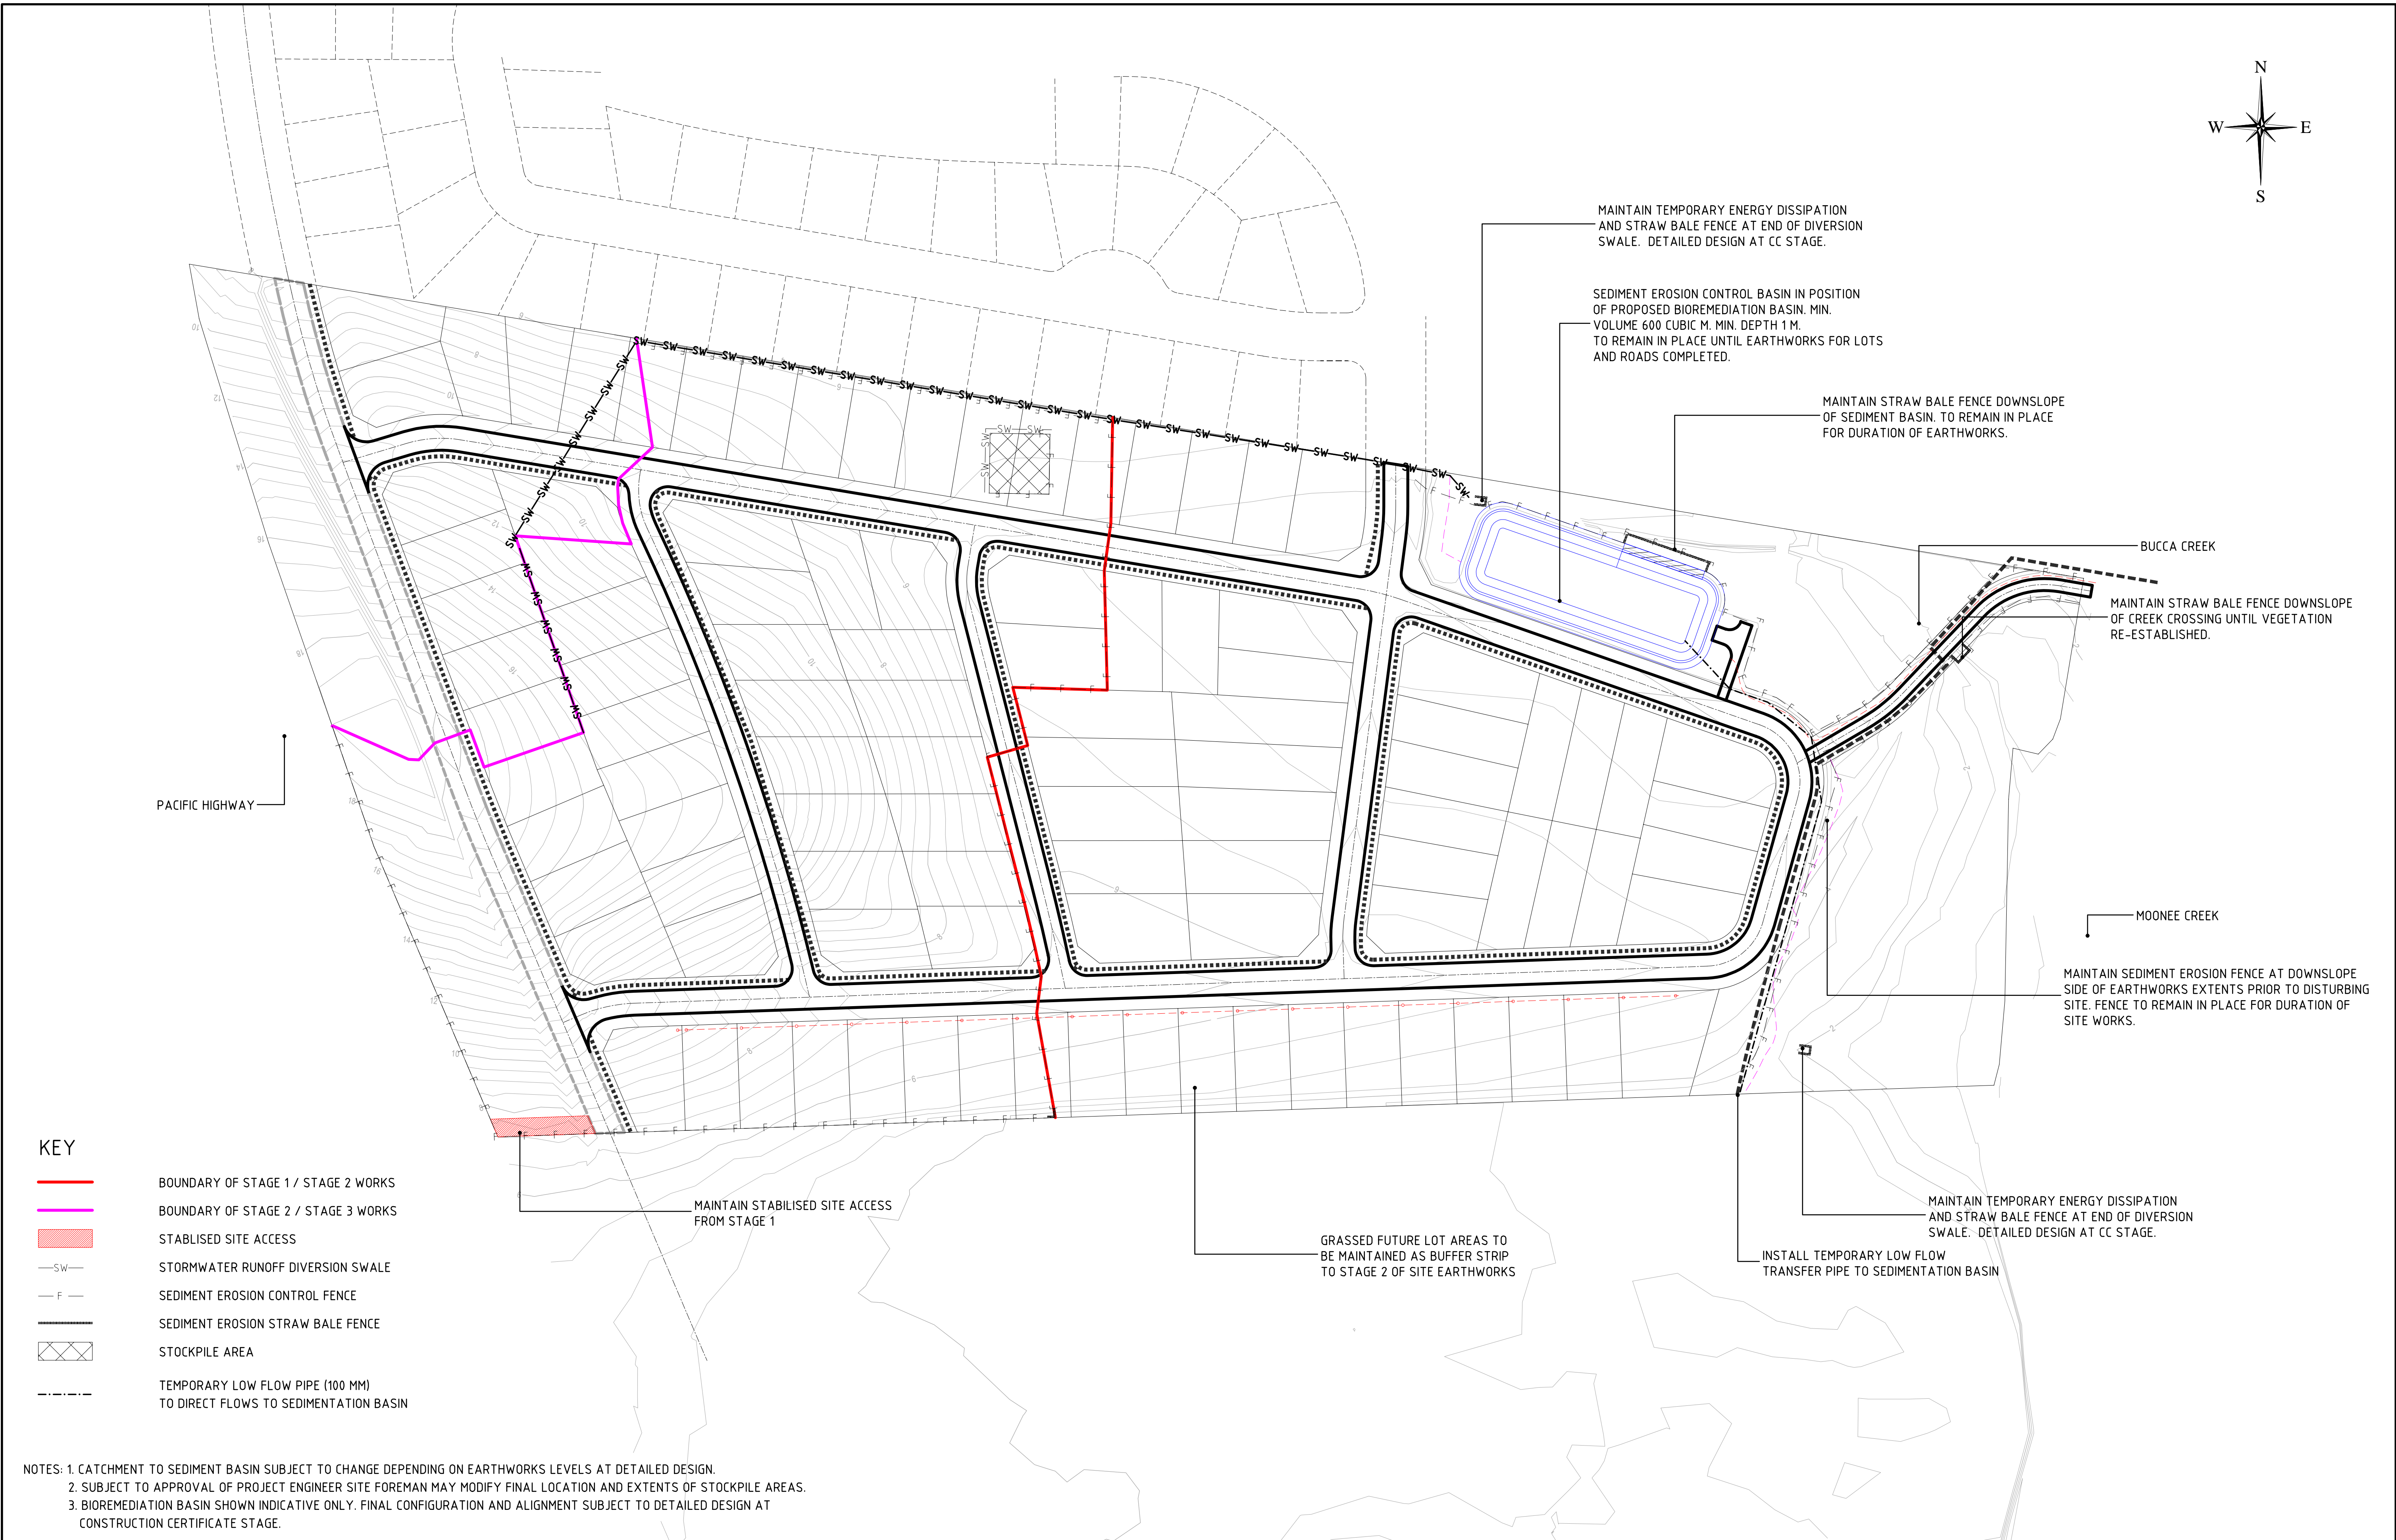 N
W E
S
MAINTAIN TEMPORARY ENERGY DISSIPATION
AND STRAW BALE FENCE AT END OF DIVERSION
SWALE. DETAILED DESIGN AT CC STAGE.
SEDIMENT EROSION CONTROL BASIN IN POSITION
OF PROPOSED BIOREMEDIATION BASIN. MIN.
VOLUME 600 CUBIC M. MIN. DEPTH 1 M.
TO REMAIN IN PLACE UNTIL EARTHWORKS FOR LOTS
AND ROADS COMPLETED.
MAINTAIN STRAW BALE FENCE DOWNSLOPE
OF SEDIMENT BASIN. TO REMAIN IN PLACE
FOR DURATION OF EARTHWORKS.
BUCCA CREEK
MAINTAIN STRAW BALE FENCE DOWNSLOPE
OF CREEK CROSSING UNTIL VEGETATION
RE-ESTABLISHED.
PACIFIC HIGHWAY
MOONEE CREEK
MAINTAIN SEDIMENT EROSION FENCE AT DOWNSLOPE
SIDE OF EARTHWORKS EXTENTS PRIOR TO DISTURBING
SITE. FENCE TO REMAIN IN PLACE FOR DURATION OF
SITE WORKS.
MAINTAIN TEMPORARY ENERGY DISSIPATION
AND STRAW BALE FENCE AT END OF DIVERSION
SWALE. DETAILED DESIGN AT CC STAGE.
INSTALL TEMPORARY LOW FLOW
TRANSFER PIPE TO SEDIMENTATION BASIN
GRASSED FUTURE LOT AREAS TO
BE MAINTAINED AS BUFFER STRIP
TO STAGE 2 OF SITE EARTHWORKS
MAINTAIN STABILISED SITE ACCESS
FROM STAGE 1
KEY
BOUNDARY OF STAGE 1 / STAGE 2 WORKS
BOUNDARY OF STAGE 2 / STAGE 3 WORKS
STABLISED SITE ACCESS
SW STORMWATER RUNOFF DIVERSION SWALE
F SEDIMENT EROSION CONTROL FENCE
SEDIMENT EROSION STRAW BALE FENCE
STOCKPILE AREA
TEMPORARY LOW FLOW PIPE (100 MM)
TO DIRECT FLOWS TO SEDIMENTATION BASIN
NOTES: 1. CATCHMENT TO SEDIMENT BASIN SUBJECT TO CHANGE DEPENDING ON EARTHWORKS LEVELS AT DETAILED DESIGN.
2. SUBJECT TO APPROVAL OF PROJECT ENGINEER SITE FOREMAN MAY MODIFY FINAL LOCATION AND EXTENTS OF STOCKPILE AREAS.
3. BIOREMEDIATION BASIN SHOWN INDICATIVE ONLY. FINAL CONFIGURATION AND ALIGNMENT SUBJECT TO DETAILED DESIGN AT
CONSTRUCTION CERTIFICATE STAGE.